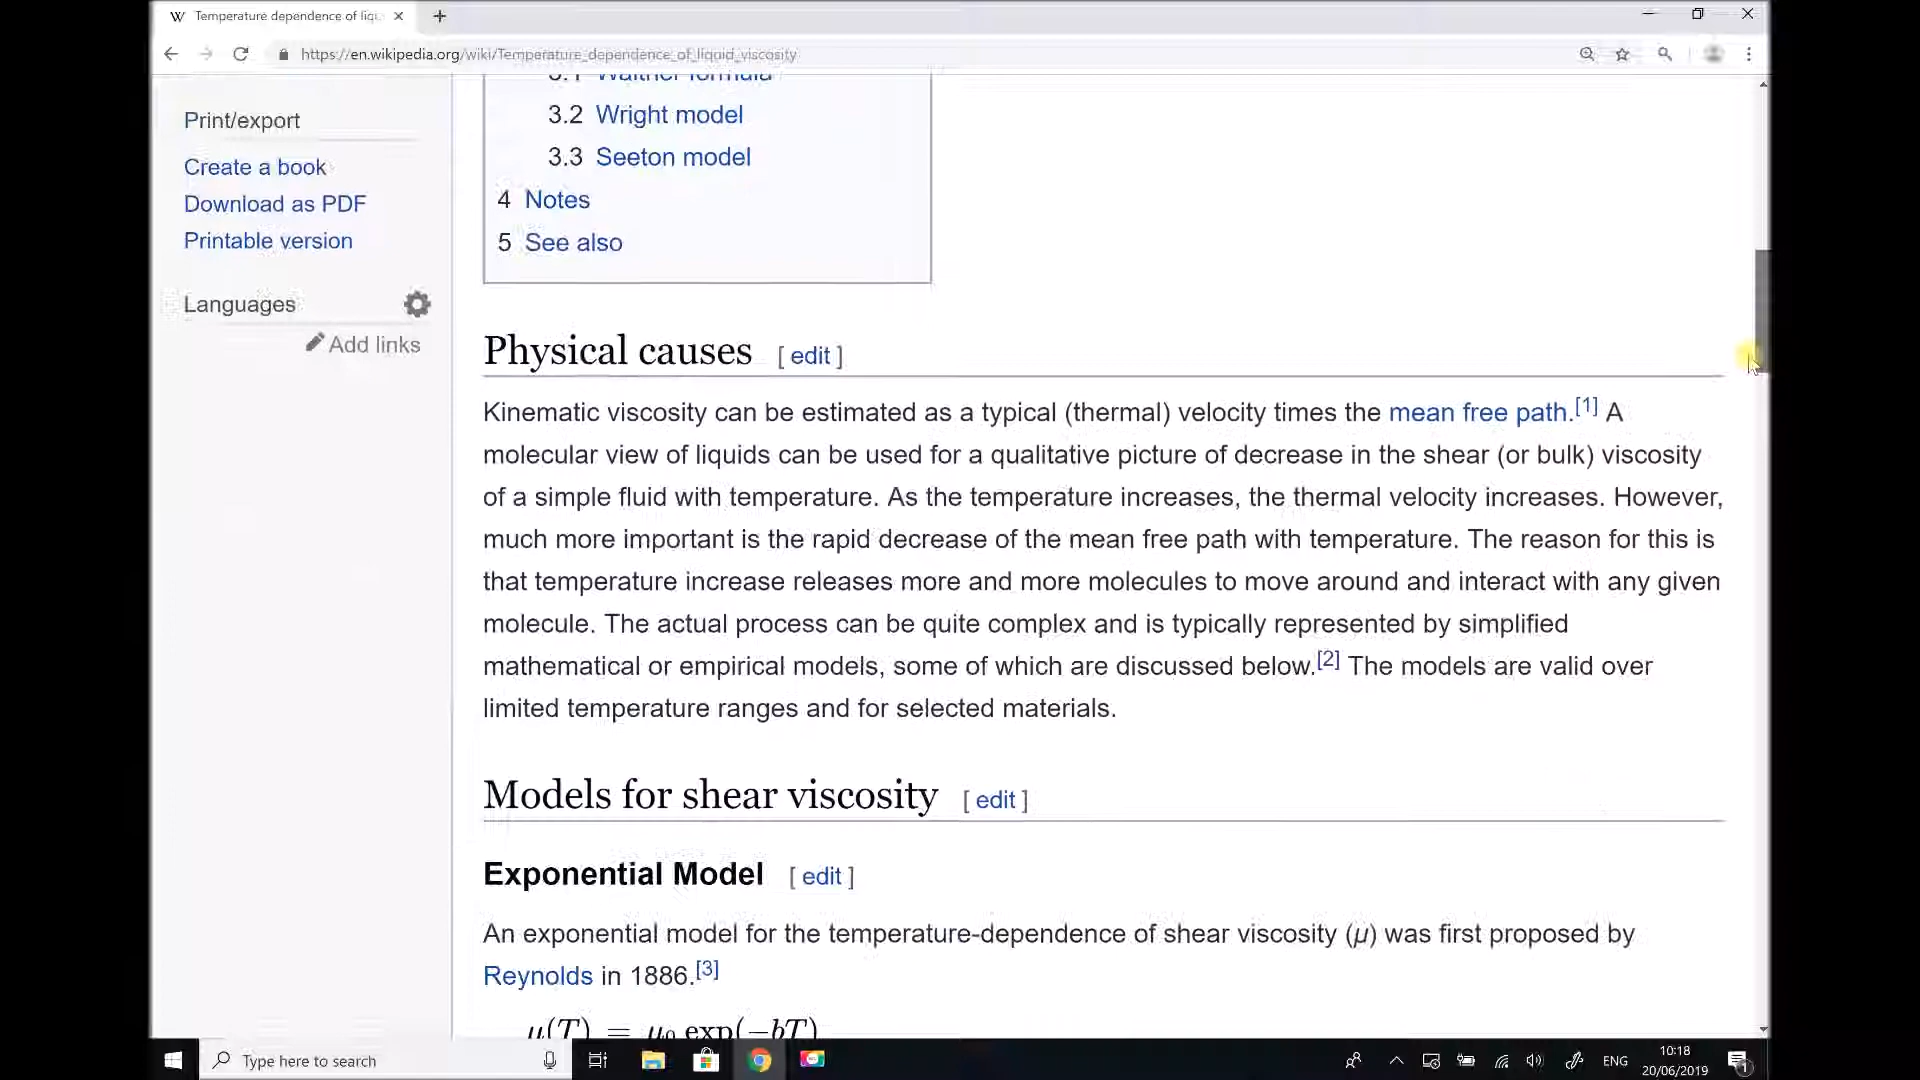 W Temperature dependence of liqu
https://en.wikipedia.org/wiki/Temperature_dependence_of_liquid_viscosity
Print/export
Create a book
Download as PDF
Printable version
Languages
Add links
3.1 Walther formula
3.2 Wright model
3.3 Seeton model
4 Notes
5 See also
Physical causes [ edit ]
Kinematic viscosity can be estimated as a typical (thermal) velocity times the mean free path.[1] A
molecular view of liquids can be used for a qualitative picture of decrease in the shear (or bulk) viscosity
of a simple fluid with temperature. As the temperature increases, the thermal velocity increases. However,
much more important is the rapid decrease of the mean free path with temperature. The reason for this is
that temperature increase releases more and more molecules to move around and interact with any given
molecule. The actual process can be quite complex and is typically represented by simplified
mathematical or empirical models, some of which are discussed below.[2] The models are valid over
limited temperature ranges and for selected materials.
Models for shear viscosity [ edit ]
Exponential Model [ edit ]
An exponential model for the temperature-dependence of shear viscosity (μ) was first proposed by
Reynolds in 1886.[3]
μ(T) = μ₀ exp(−bT)
Type here to search
ENG
10:18
20/06/2019
1